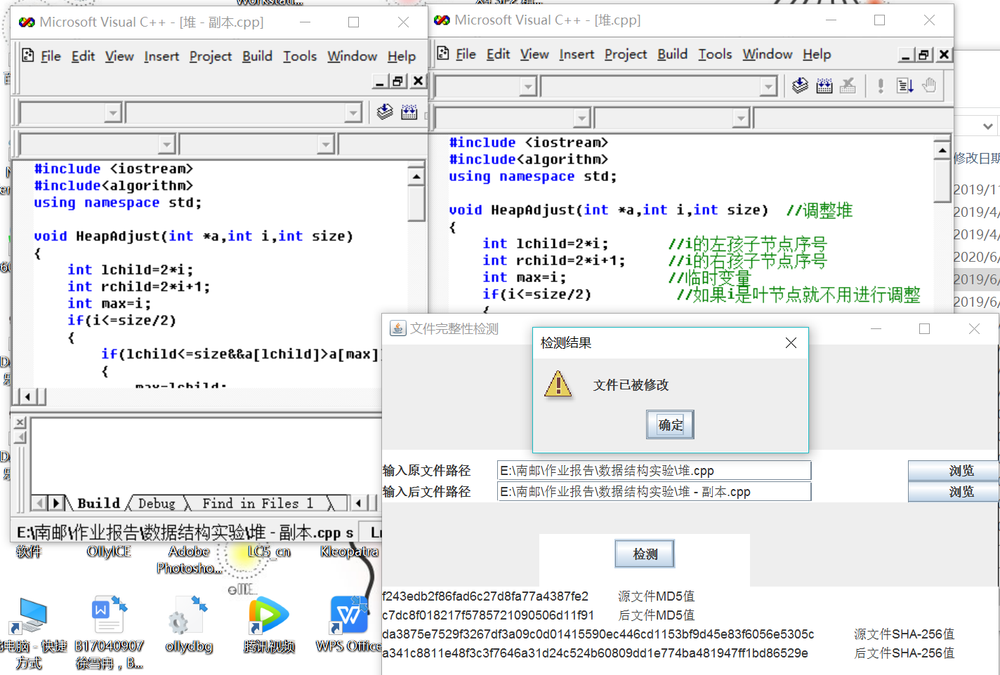 Microsoft Visual C++ - [堆 - 副本.cpp]
File Edit View Insert Project Build Tools Window Help
#include <iostream>
#include<algorithm>
using namespace std;
void HeapAdjust(int *a,int i,int size)
{
int lchild=2*i;
int rchild=2*i+1;
int max=i;
if(i<=size/2)
{
if(lchild<=size&&a[lchild]>a[max]
{
max=lchild;
Build Debug Find in Files 1
E:\南邮\作业报告\数据结构实验\堆 - 副本.cpp s
Microsoft Visual C++ - [堆.cpp]
File Edit View Insert Project Build Tools Window Help
#include <iostream>
#include<algorithm>
using namespace std;
void HeapAdjust(int *a,int i,int size) //调整堆
{
int lchild=2*i; //i的左孩子节点序号
int rchild=2*i+1; //i的右孩子节点序号
int max=i; //临时变量
if(i<=size/2) //如果i是叶节点就不用进行调整
{
修改日期
2019/11
2019/4/
2019/4/
2020/6/
2019/6/
2019/6/
文件完整性检测
检测结果
文件已被修改
确定
输入原文件路径 E:\南邮\作业报告\数据结构实验\堆.cpp 浏览
输入后文件路径 E:\南邮\作业报告\数据结构实验\堆 - 副本.cpp 浏览
检测
f243edb2f86fad6c27d8fa77a4387fe2 源文件MD5值
c7dc8f018217f5785721090506d11f91 后文件MD5值
da3875e7529f3267df3a09c0d01415590ec446cd1153bf9d45e83f6056e5305c 源文件SHA-256值
a341c8811e48f3c3f7646a31d24c524b60809dd1e774ba481947ff1bd86529e 后文件SHA-256值
软件
OllyICE
Adobe
Photosho...
LC5_cn
Kleopatra
电脑 - 快捷
方式
B17040907
徐雪冉，B...
ollydbg
腾讯视频
WPS Office